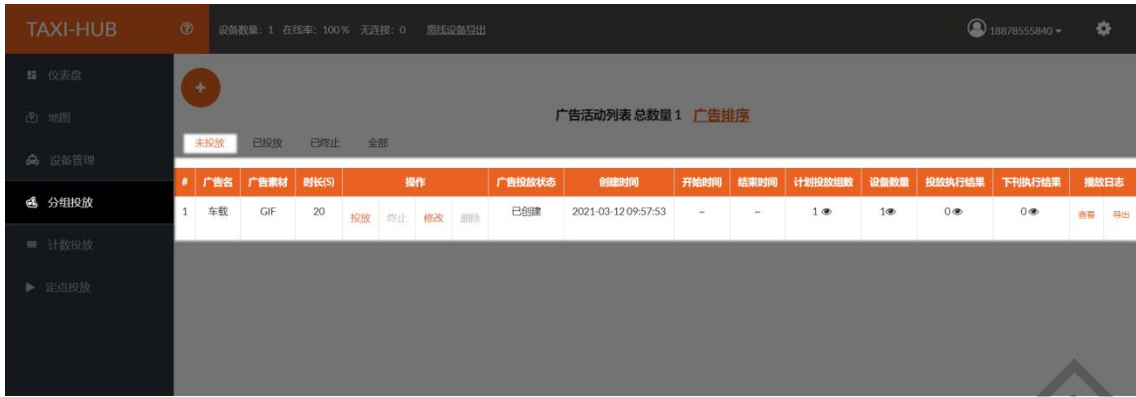 TAXI-HUB
设备数量: 1 在线率: 100% 无连接: 0 离线设备导出
18878555840
仪表盘
地图
设备管理
分组投放
计数投放
定点投放
广告活动列表 总数量 1 广告排序
未投放 已投放 已终止 全部
# 广告名 广告素材 时长(S) 操作 广告投放状态 创建时间 开始时间 结束时间 计划投放组数 设备数量 投放执行结果 下刊执行结果 播放日志
1 车载 GIF 20 投放 终止 修改 删除 已创建 2021-03-12 09:57:53 -- -- 1 1 0 0 查看 导出